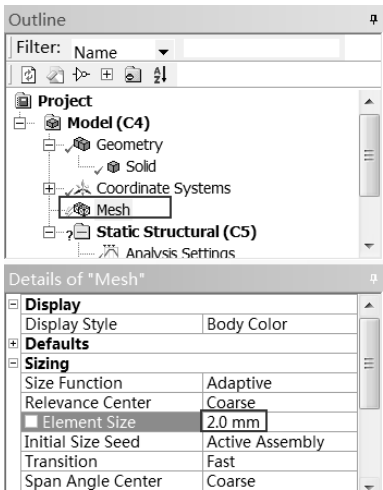 Outline
Filter: Name
Project
Model (C4)
Geometry
Solid
Coordinate Systems
Mesh
Static Structural (C5)
Analysis Settings
Details of "Mesh"
Display
Display Style Body Color
Defaults
Sizing
Size Function Adaptive
Relevance Center Coarse
Element Size 2.0 mm
Initial Size Seed Active Assembly
Transition Fast
Span Angle Center Coarse